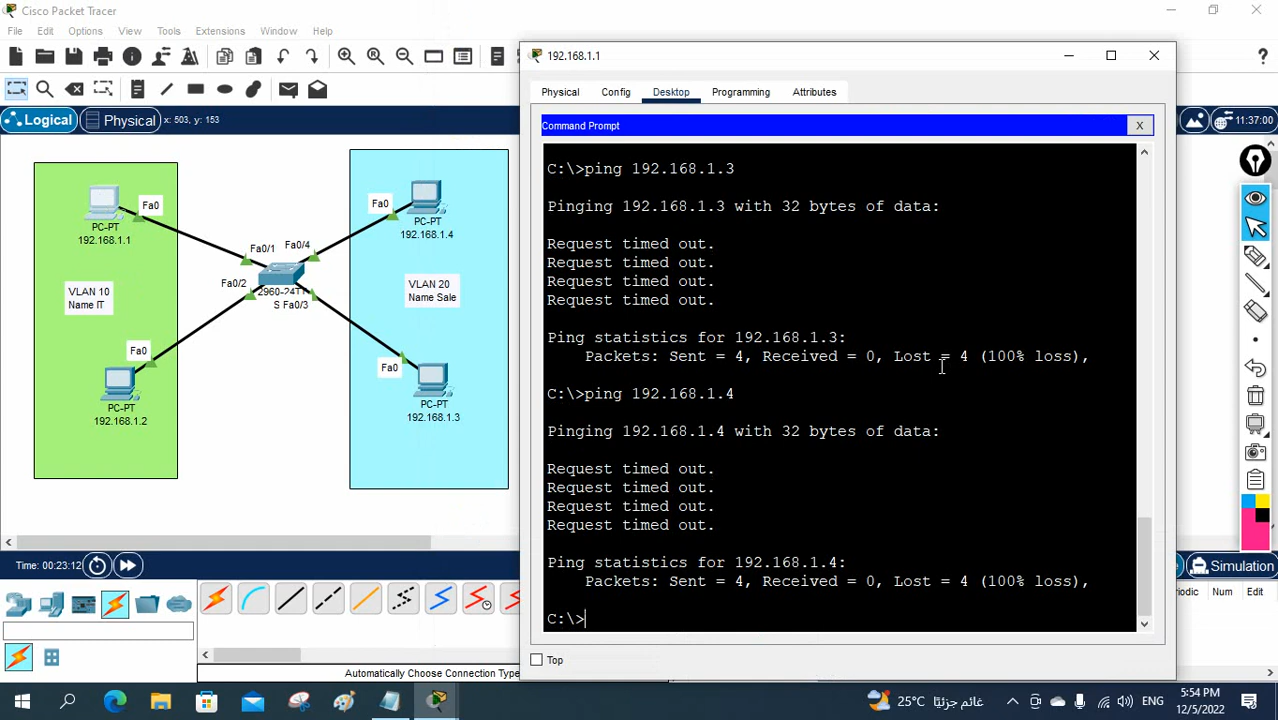 Cisco Packet Tracer
File Edit Options View Tools Extensions Window Help
Logical Physical x: 503, y: 153
11:37:00
192.168.1.1
Physical Config Desktop Programming Attributes
Command Prompt X
C:\>ping 192.168.1.3
Pinging 192.168.1.3 with 32 bytes of data:
Request timed out.
Request timed out.
Request timed out.
Request timed out.
Ping statistics for 192.168.1.3:
Packets: Sent = 4, Received = 0, Lost = 4 (100% loss),
C:\>ping 192.168.1.4
Pinging 192.168.1.4 with 32 bytes of data:
Request timed out.
Request timed out.
Request timed out.
Request timed out.
Ping statistics for 192.168.1.4:
Packets: Sent = 4, Received = 0, Lost = 4 (100% loss),
C:\>
Top
Fa0
PC-PT
192.168.1.1
VLAN 10
Name IT
Fa0
PC-PT
192.168.1.2
Fa0/1
Fa0/4
Fa0/2
S Fa0/3
Fa0
PC-PT
192.168.1.4
VLAN 20
Name Sale
Fa0
PC-PT
192.168.1.3
Time: 00:23:12
Simulation
Num Edit
Automatically Choose Connection Type
25°C غائم جزئيًا
ENG
5:54 PM
12/5/2022